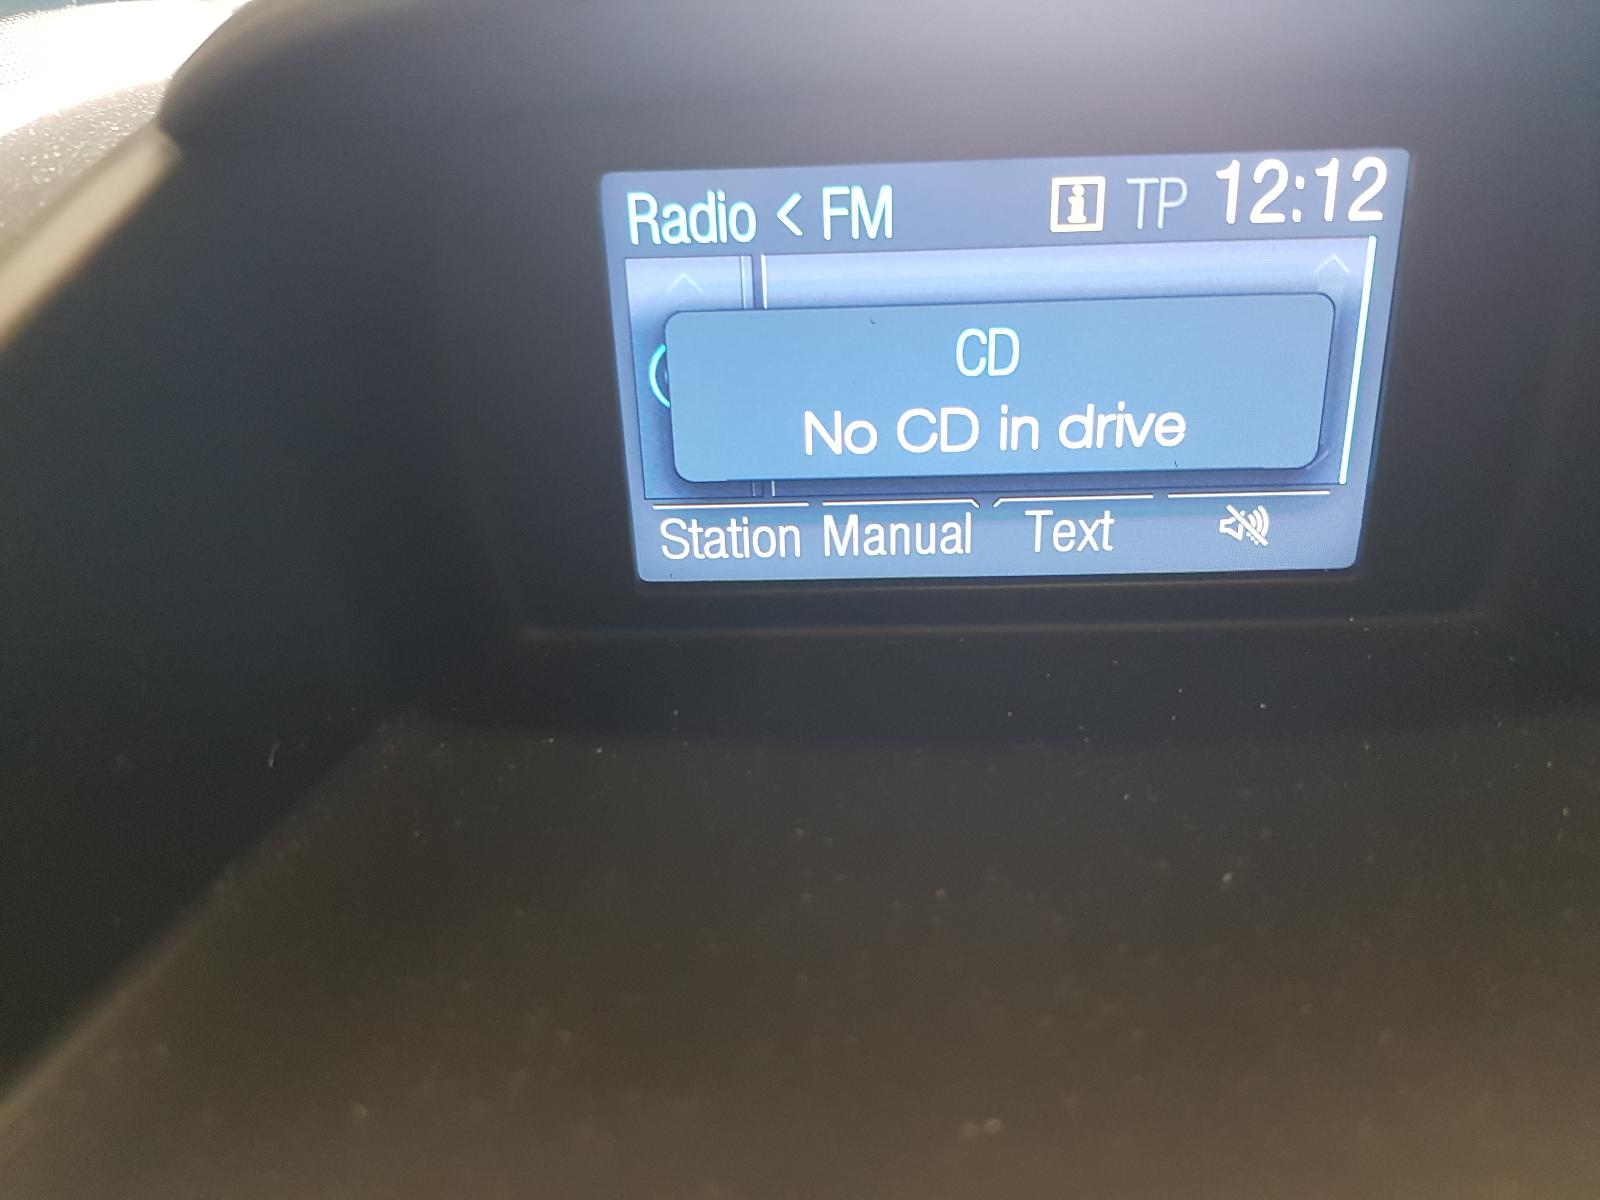 Radio < FM i TP 12:12
CD
No CD in drive
Station Manual Text